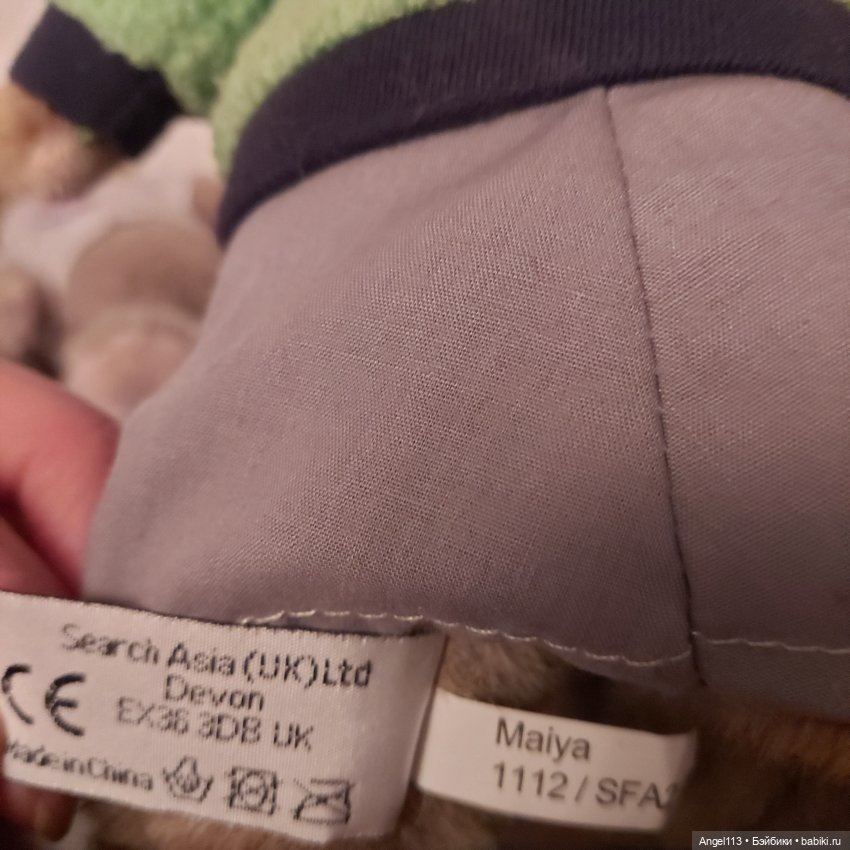 Search Asia (UK) Ltd
Devon
CE
EX36 3DB UK
Made in China
Maiya
1112 / SFA
Angel113 • Бэйбики • babiki.ru